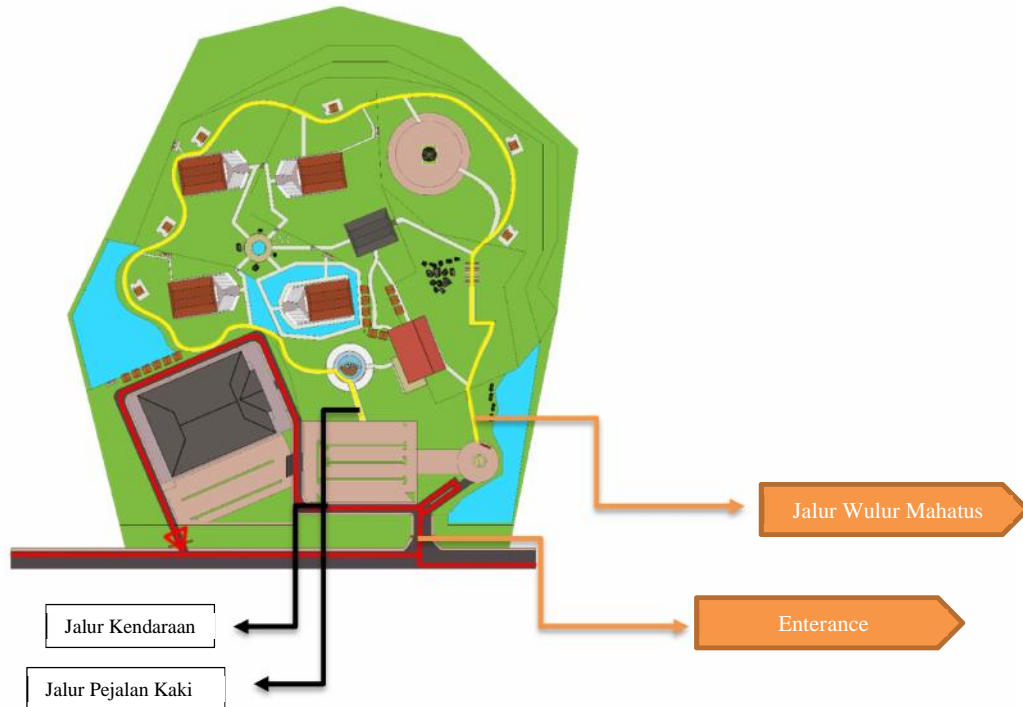 Jalur Wulur Mahatus
Enterance
Jalur Kendaraan
Jalur Pejalan Kaki